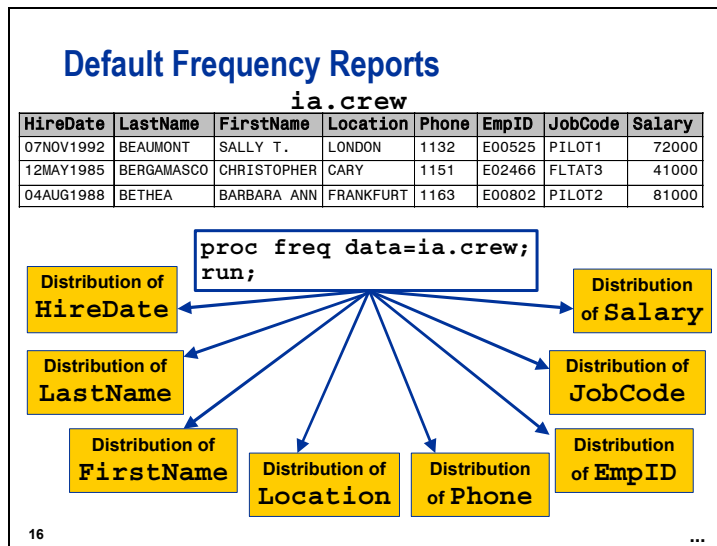 Default Frequency Reports
ia.crew
HireDate LastName FirstName Location Phone EmpID JobCode Salary
07NOV1992 BEAUMONT SALLY T. LONDON 1132 E00525 PILOT1 72000
12MAY1985 BERGAMASCO CHRISTOPHER CARY 1151 E02466 FLTAT3 41000
04AUG1988 BETHEA BARBARA ANN FRANKFURT 1163 E00802 PILOT2 81000
proc freq data=ia.crew;
run;
Distribution of
HireDate
Distribution
of Salary
Distribution of
LastName
Distribution of
JobCode
Distribution of
FirstName
Distribution of
Location
Distribution
of Phone
Distribution
of EmpID
16
...